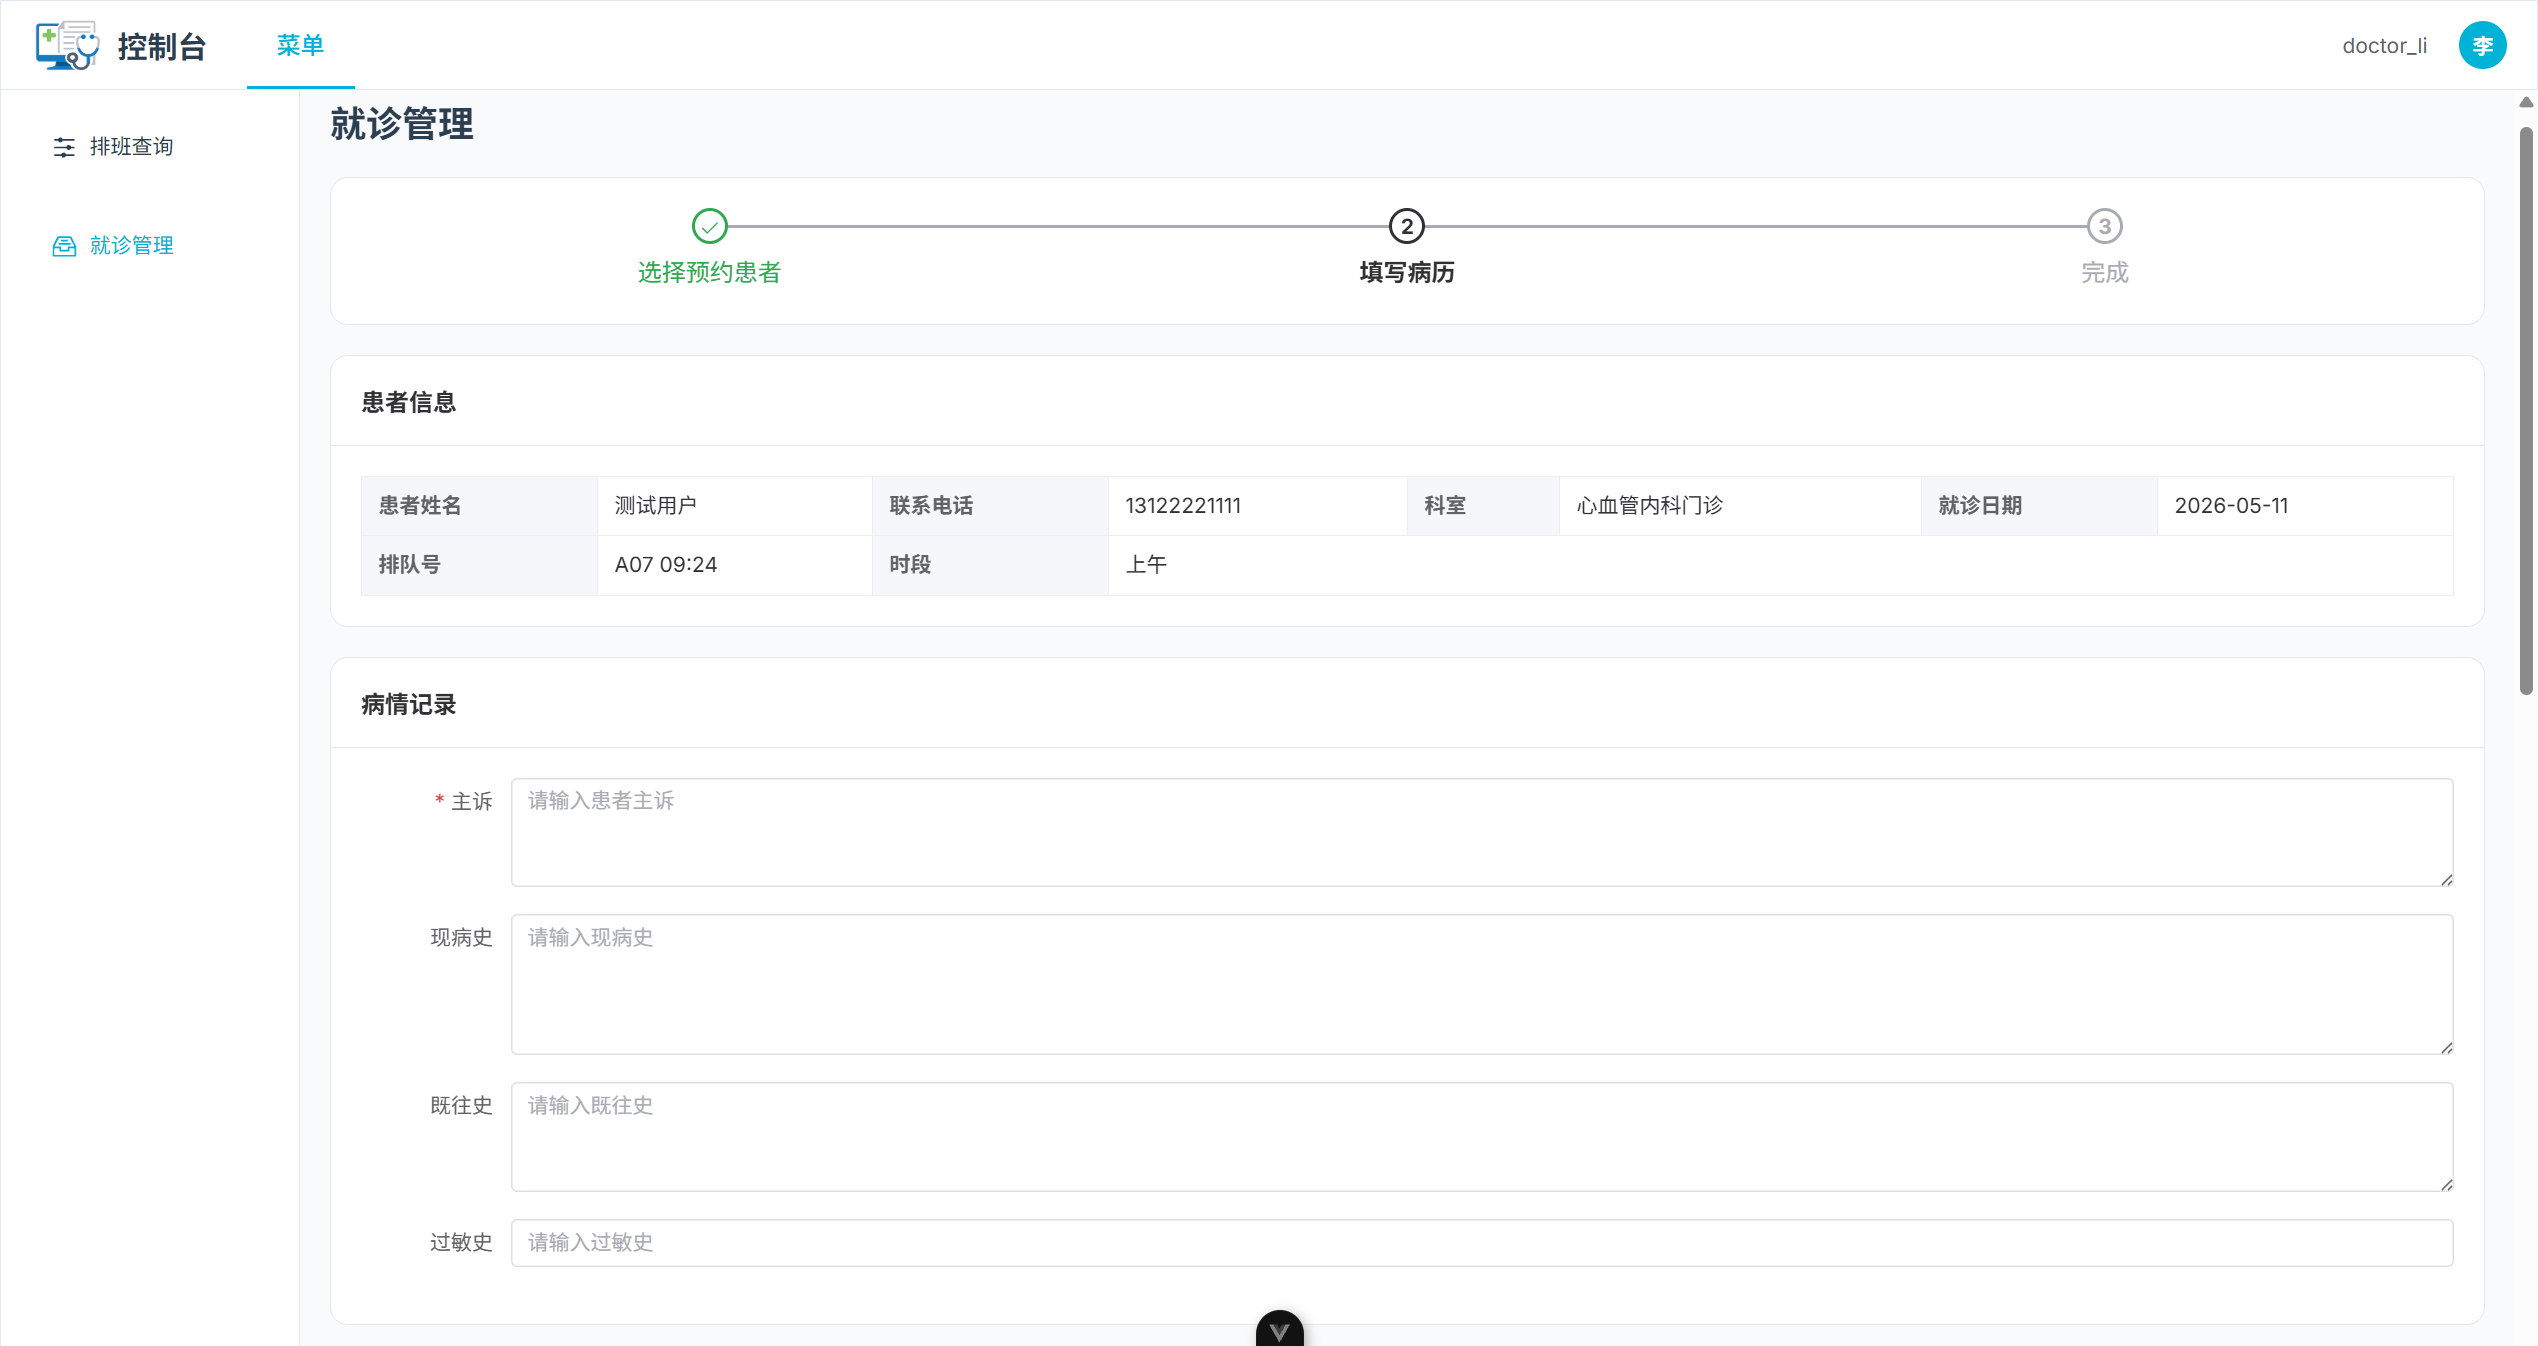 控制台
菜单
doctor_li
李
排班查询
就诊管理
就诊管理
2
3
选择预约患者
填写病历
完成
患者信息
患者姓名 测试用户 联系电话 13122221111 科室 心血管内科门诊 就诊日期 2026-05-11
排队号 A07 09:24 时段 上午
病情记录
* 主诉 请输入患者主诉
现病史 请输入现病史
既往史 请输入既往史
过敏史 请输入过敏史